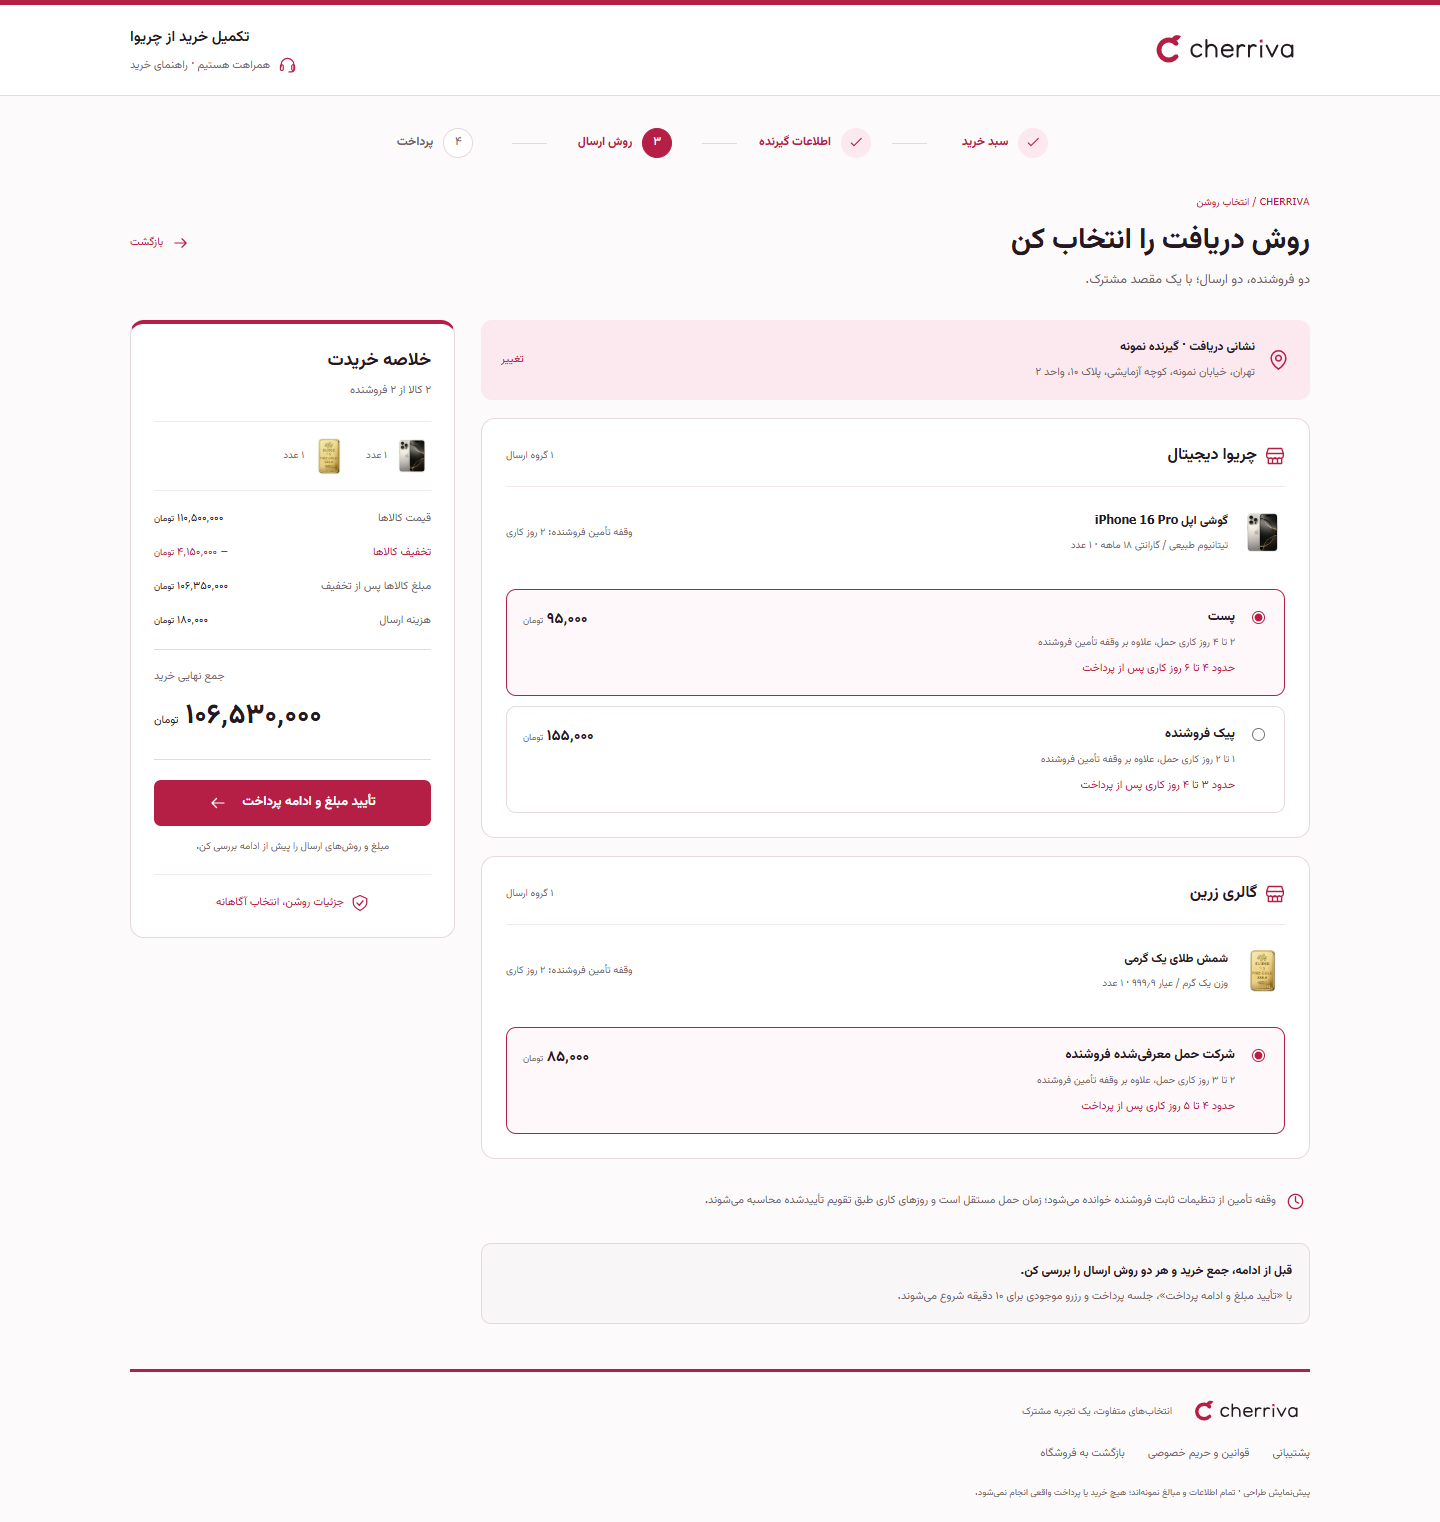 cherriva
تکمیل خرید از چریوا
همراهت هستیم · راهنمای خرید
سبد خرید
اطلاعات گیرنده
۳ روش ارسال
۴ پرداخت
CHERRIVA / انتخاب روشن
روش دریافت را انتخاب کن
بازگشت
دو فروشنده، دو ارسال؛ با یک مقصد مشترک.
نشانی دریافت · گیرنده نمونه
تهران، خیابان نمونه، کوچه آزمایشی، پلاک ۱۰، واحد ۲
تغییر
چریوا دیجیتال
۱ گروه ارسال
گوشی اپل iPhone 16 Pro
تیتانیوم طبیعی / گارانتی ۱۸ ماهه · ۱ عدد
وقفه تأمین فروشنده: ۲ روز کاری
پست
۹۵,۰۰۰ تومان
۲ تا ۴ روز کاری حمل، علاوه بر وقفه تأمین فروشنده
حدود ۴ تا ۶ روز کاری پس از پرداخت
پیک فروشنده
۱۵۵,۰۰۰ تومان
۱ تا ۲ روز کاری حمل، علاوه بر وقفه تأمین فروشنده
حدود ۳ تا ۴ روز کاری پس از پرداخت
گالری زرین
۱ گروه ارسال
شمش طلای یک گرمی
وزن یک گرم / عیار ۹۹۹٫۹ · ۱ عدد
وقفه تأمین فروشنده: ۲ روز کاری
شرکت حمل معرفی‌شده فروشنده
۸۵,۰۰۰ تومان
۲ تا ۳ روز کاری حمل، علاوه بر وقفه تأمین فروشنده
حدود ۴ تا ۵ روز کاری پس از پرداخت
وقفه تأمین از تنظیمات ثابت فروشنده خوانده می‌شود؛ زمان حمل مستقل است و روزهای کاری طبق تقویم تأییدشده محاسبه می‌شوند.
قبل از ادامه، جمع خرید و هر دو روش ارسال را بررسی کن.
با «تأیید مبلغ و ادامه پرداخت»، جلسه پرداخت و رزرو موجودی برای ۱۰ دقیقه شروع می‌شوند.
خلاصه خریدت
۲ کالا از ۲ فروشنده
۱ عدد
۱ عدد
قیمت کالاها
۱۱۰,۵۰۰,۰۰۰ تومان
تخفیف کالاها
− ۴,۱۵۰,۰۰۰ تومان
مبلغ کالاها پس از تخفیف
۱۰۶,۳۵۰,۰۰۰ تومان
هزینه ارسال
۱۸۰,۰۰۰ تومان
جمع نهایی خرید
۱۰۶,۵۳۰,۰۰۰ تومان
تأیید مبلغ و ادامه پرداخت
مبلغ و روش‌های ارسال را پیش از ادامه بررسی کن.
جزئیات روشن، انتخاب آگاهانه
cherriva
انتخاب‌های متفاوت، یک تجربه مشترک
پشتیبانی
قوانین و حریم خصوصی
بازگشت به فروشگاه
پیش‌نمایش طراحی · تمام اطلاعات و مبالغ نمونه‌اند؛ هیچ خرید یا پرداخت واقعی انجام نمی‌شود.